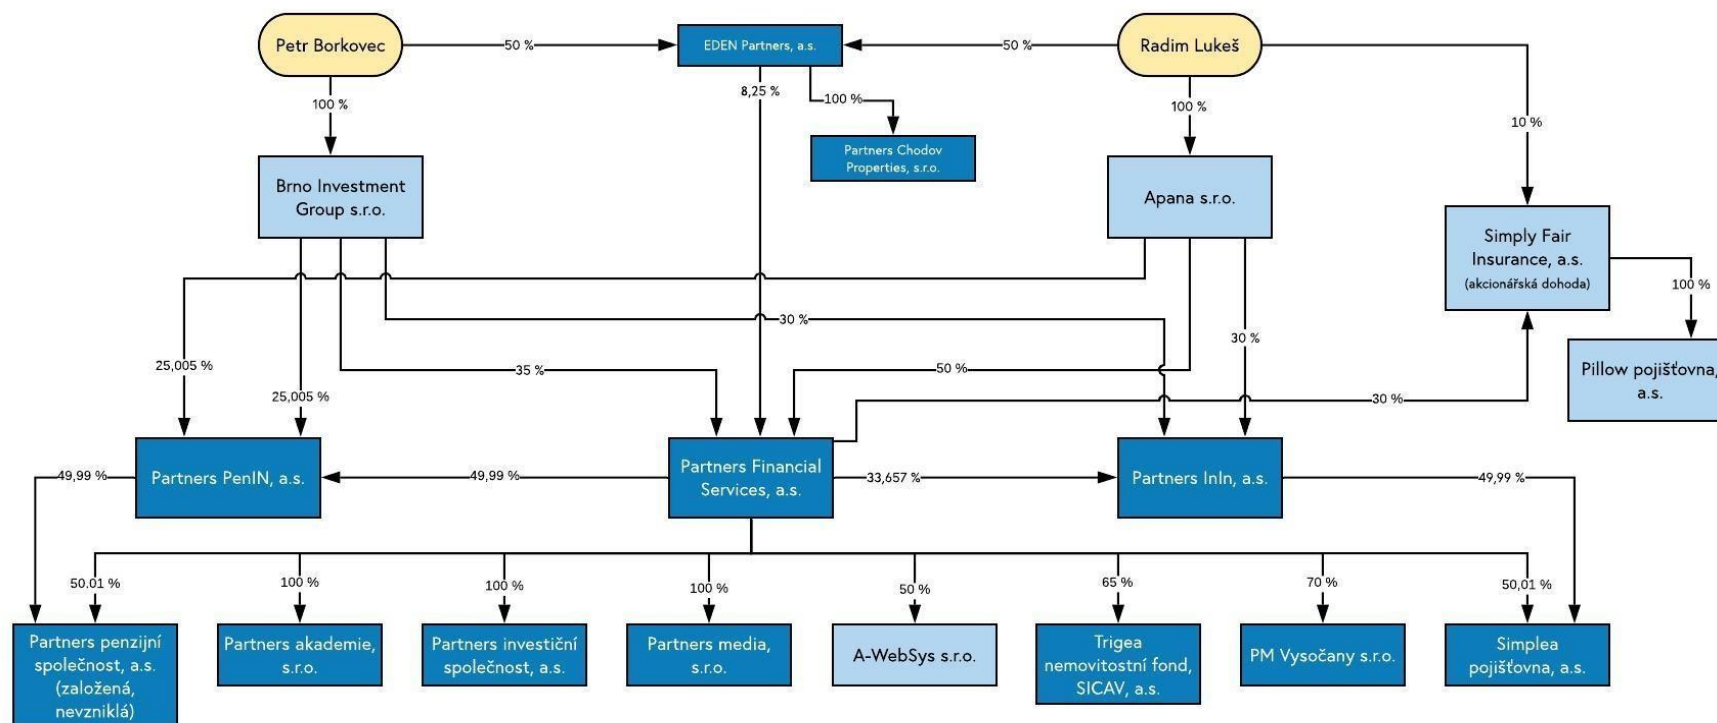 Petr Borkovec
50 %
EDEN Partners, a.s.
50 %
Radim Lukeš
100 %
8,25 %
100 %
100 %
10 %
Partners Chodov
Properties, s.r.o.
Brno Investment
Group s.r.o.
Apana s.r.o.
Simply Fair
Insurance, a.s.
(akcionářská dohoda)
100 %
30 %
30 %
25,005 %
35 %
50 %
Pillow pojišťovna,
a.s.
25,005 %
30 %
Partners PenIN, a.s.
Partners Financial
Services, a.s.
Partners InIn, a.s.
49,99 %
49,99 %
33,657 %
49,99 %
50.01 %
100 %
100 %
100 %
50 %
65 %
70 %
50,01 %
Partners penzijní
společnost, a.s.
(založená,
nevzniklá)
Partners akademie,
s.r.o.
Partners investiční
společnost, a.s.
Partners media,
s.r.o.
A-WebSys s.r.o.
Trigea
nemovitostní fond,
SICAV, a.s.
PM Vysočany s.r.o.
Simplea
pojišťovna, a.s.